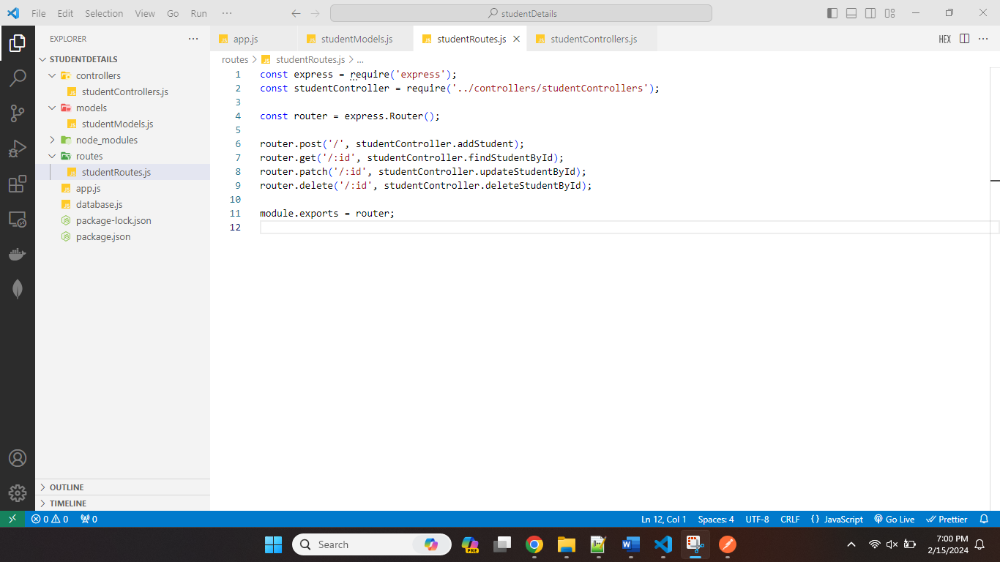 File Edit Selection View Go Run ··· studentDetails
EXPLORER ···
STUDENTDETAILS
controllers
studentControllers.js
models
studentModels.js
node_modules
routes
studentRoutes.js
app.js
database.js
package-lock.json
package.json
OUTLINE
TIMELINE
app.js studentModels.js studentRoutes.js studentControllers.js HEX ···
routes > studentRoutes.js > ...
1 const express = require('express');
2 const studentController = require('../controllers/studentControllers');
3
4 const router = express.Router();
5
6 router.post('/', studentController.addStudent);
7 router.get('/:id', studentController.findStudentById);
8 router.patch('/:id', studentController.updateStudentById);
9 router.delete('/:id', studentController.deleteStudentById);
10
11 module.exports = router;
12
0 0 0 Ln 12, Col 1 Spaces: 4 UTF-8 CRLF {} JavaScript Go Live Prettier
Search PRE 7:00 PM
2/15/2024